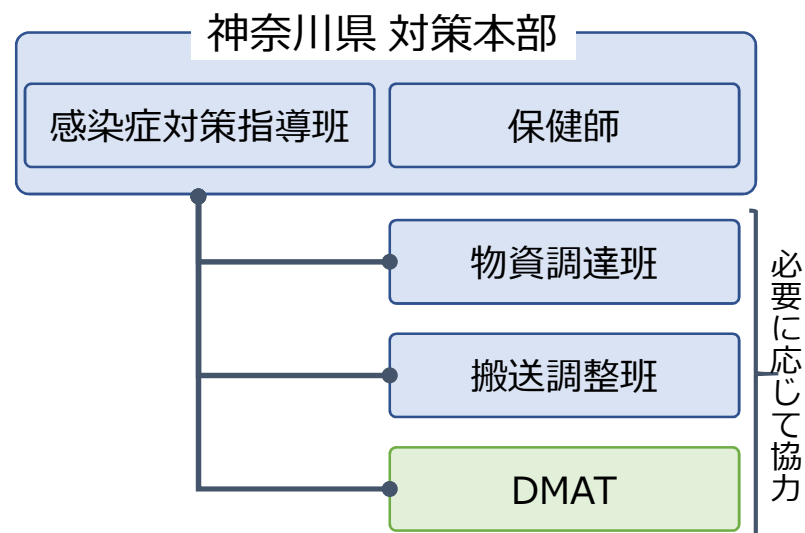 神奈川県 対策本部
感染症対策指導班
保健師
物資調達班
搬送調整班
DMAT
必要に応じて協力